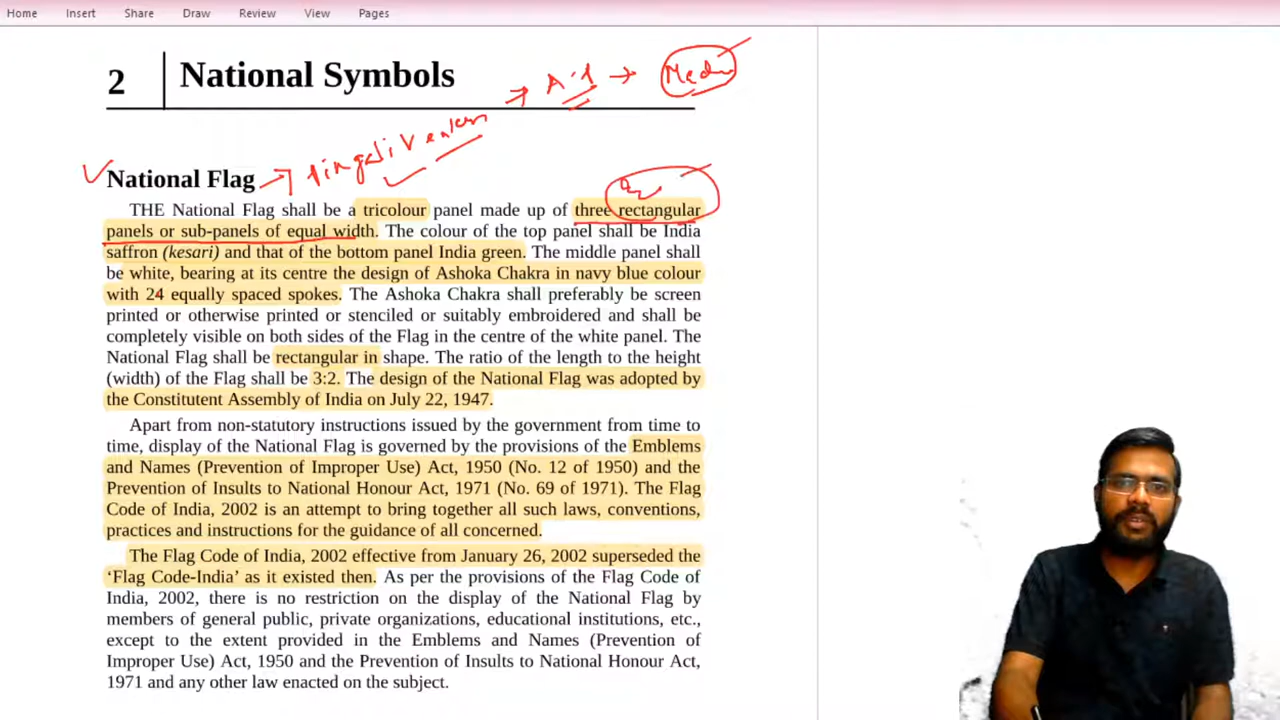 Home Insert Share Draw Review View Pages
2 National Symbols
→ A.P → Medu
National Flag → Pingali Venken
THE National Flag shall be a tricolour panel made up of three rectangular
panels or sub-panels of equal width. The colour of the top panel shall be India
saffron (kesari) and that of the bottom panel India green. The middle panel shall
be white, bearing at its centre the design of Ashoka Chakra in navy blue colour
with 24 equally spaced spokes. The Ashoka Chakra shall preferably be screen
printed or otherwise printed or stenciled or suitably embroidered and shall be
completely visible on both sides of the Flag in the centre of the white panel. The
National Flag shall be rectangular in shape. The ratio of the length to the height
(width) of the Flag shall be 3:2. The design of the National Flag was adopted by
the Constitutent Assembly of India on July 22, 1947.
Apart from non-statutory instructions issued by the government from time to
time, display of the National Flag is governed by the provisions of the Emblems
and Names (Prevention of Improper Use) Act, 1950 (No. 12 of 1950) and the
Prevention of Insults to National Honour Act, 1971 (No. 69 of 1971). The Flag
Code of India, 2002 is an attempt to bring together all such laws, conventions,
practices and instructions for the guidance of all concerned.
The Flag Code of India, 2002 effective from January 26, 2002 superseded the
‘Flag Code-India’ as it existed then. As per the provisions of the Flag Code of
India, 2002, there is no restriction on the display of the National Flag by
members of general public, private organizations, educational institutions, etc.,
except to the extent provided in the Emblems and Names (Prevention of
Improper Use) Act, 1950 and the Prevention of Insults to National Honour Act,
1971 and any other law enacted on the subject.